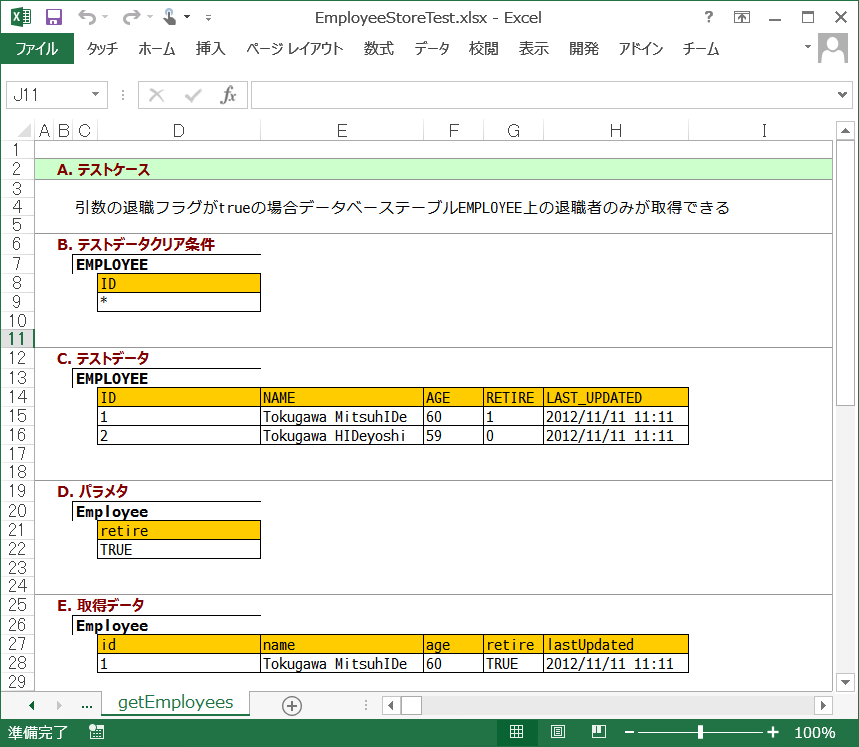 EmployeeStoreTest.xlsx - Excel
?
ファイル タッチ ホーム 挿入 ページ レイアウト 数式 データ 校閲 表示 開発 アドイン チーム
J11 fx
A B C D E F G H I
1
2 A. テストケース
3
4 引数の退職フラグがtrueの場合データベーステーブルEMPLOYEE上の退職者のみが取得できる
5
6 B. テストデータクリア条件
7 EMPLOYEE
8 ID
9 *
10
11
12 C. テストデータ
13 EMPLOYEE
14 ID NAME AGE RETIRE LAST_UPDATED
15 1 Tokugawa MitsuhIDe 60 1 2012/11/11 11:11
16 2 Tokugawa HIDeyoshi 59 0 2012/11/11 11:11
17
18
19 D. パラメタ
20 Employee
21 retire
22 TRUE
23
24
25 E. 取得データ
26 Employee
27 id name age retire lastUpdated
28 1 Tokugawa MitsuhIDe 60 TRUE 2012/11/11 11:11
29
... getEmployees
準備完了 100%